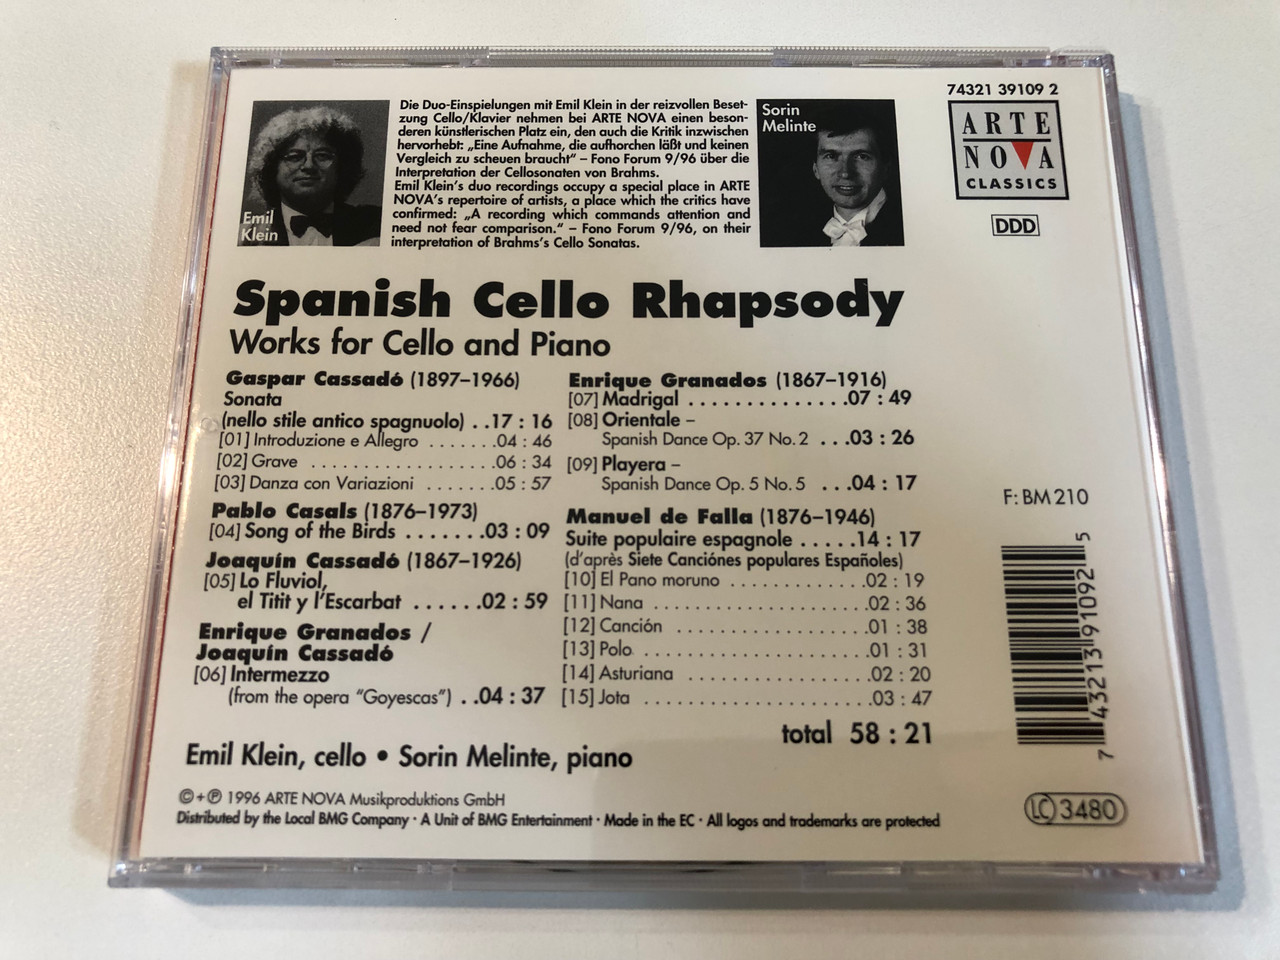 74321 39109 2
ARTE
NOVA
CLASSICS
DDD
Emil
Klein
Die Duo-Einspielungen mit Emil Klein in der reizvollen Beset-
zung Cello/Klavier nehmen bei ARTE NOVA einen beson-
deren künstlerischen Platz ein, den auch die Kritik inzwischen
hervorhebt: „Eine Aufnahme, die aufhorchen läßt und keinen
Vergleich zu scheuen braucht“ – Fono Forum 9/96 über die
Interpretation der Cellosonaten von Brahms.
Emil Klein's duo recordings occupy a special place in ARTE
NOVA's repertoire of artists, a place which the critics have
confirmed: „A recording which commands attention and
need not fear comparison.“ – Fono Forum 9/96, on their
interpretation of Brahms's Cello Sonatas.
Sorin
Melinte
Spanish Cello Rhapsody
Works for Cello and Piano
Gaspar Cassadó (1897–1966)
Sonata
(nello stile antico spagnuolo) . .17 : 16
[01] Introduzione e Allegro . . . . . . .04 : 46
[02] Grave . . . . . . . . . . . . . . . . . . .06 : 34
[03] Danza con Variazioni . . . . . . .05 : 57
Pablo Casals (1876–1973)
[04] Song of the Birds . . . . . . .03 : 09
Joaquín Cassadó (1867–1926)
[05] Lo Fluviol,
el Titit y l'Escarbat . . . . . .02 : 59
Enrique Granados /
Joaquín Cassadó
[06] Intermezzo
(from the opera "Goyescas") . .04 : 37
Enrique Granados (1867–1916)
[07] Madrigal . . . . . . . . . . . . . .07 : 49
[08] Orientale –
Spanish Dance Op. 37 No. 2 . . .03 : 26
[09] Playera –
Spanish Dance Op. 5 No. 5 . . .04 : 17
Manuel de Falla (1876–1946)
Suite populaire espagnole . . . . .14 : 17
(d'après Siete Canciónes populares Españoles)
[10] El Pano moruno . . . . . . . . . . . . .02 : 19
[11] Nana . . . . . . . . . . . . . . . . . . . .02 : 36
[12] Canción . . . . . . . . . . . . . . . . . .01 : 38
[13] Polo . . . . . . . . . . . . . . . . . . . . .01 : 31
[14] Asturiana . . . . . . . . . . . . . . . . .02 : 20
[15] Jota . . . . . . . . . . . . . . . . . . . . .03 : 47
total 58 : 21
F: BM 210
7 43213 91092 5
Emil Klein, cello • Sorin Melinte, piano
©+℗ 1996 ARTE NOVA Musikproduktions GmbH
Distributed by the Local BMG Company · A Unit of BMG Entertainment · Made in the EC · All logos and trademarks are protected
LC 3480